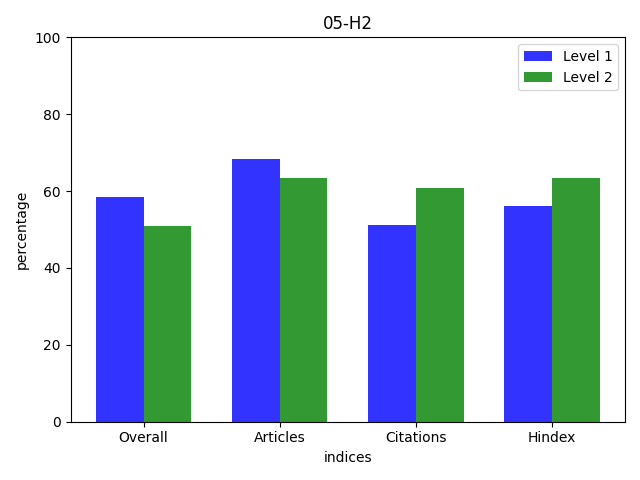 05-H2
100
80
60
40
20
0
percentage
Level 1
Level 2
Overall Articles Citations Hindex
indices